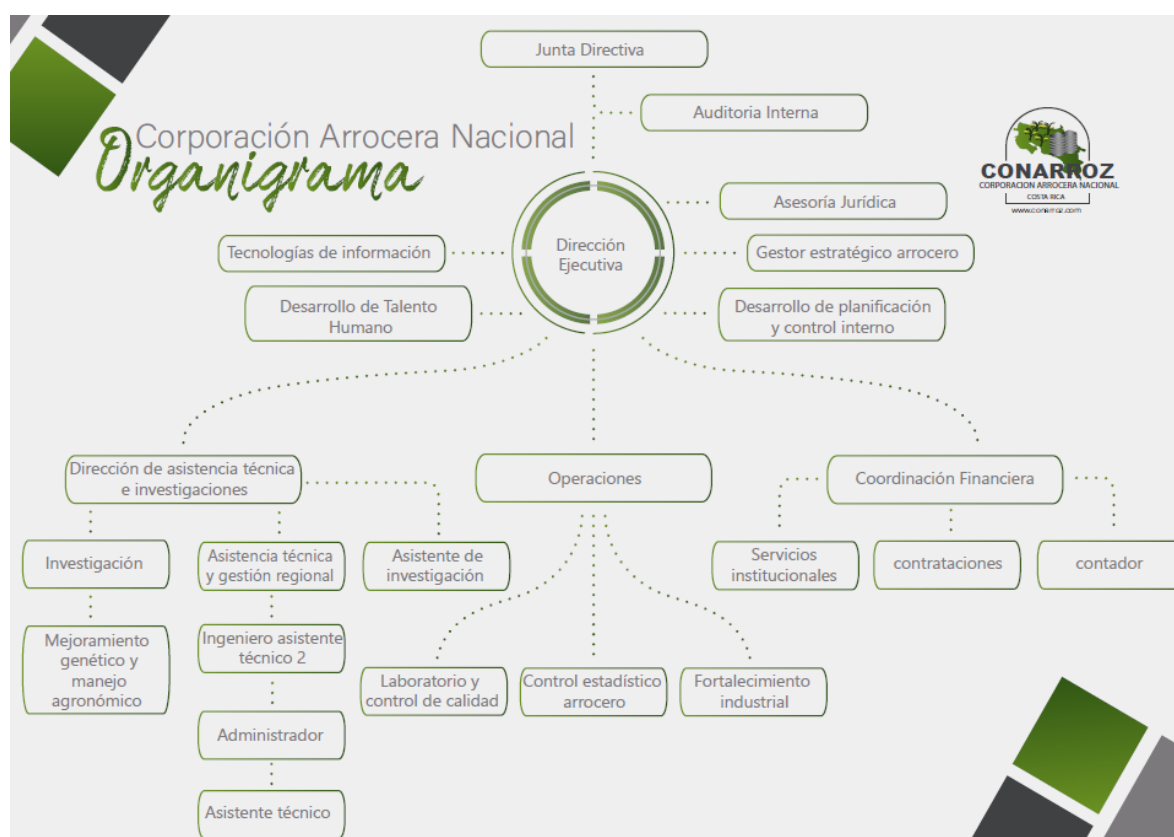 Junta Directiva
Auditoria Interna
Corporación Arrocera Nacional
Organigrama
CONARROZ
CORPORACION ARROCERA NACIONAL
COSTA RICA
www.conarroz.com
Asesoría Jurídica
Dirección
Ejecutiva
Tecnologías de información
Gestor estratégico arrocero
Desarrollo de Talento
Humano
Desarrollo de planificación
y control interno
Dirección de asistencia técnica
e investigaciones
Operaciones
Coordinación Financiera
Investigación
Asistencia técnica
y gestión regional
Asistente de
investigación
Servicios
institucionales
contrataciones
contador
Mejoramiento
genético y
manejo
agronómico
Ingeniero asistente
técnico 2
Laboratorio y
control de calidad
Control estadístico
arrocero
Fortalecimiento
industrial
Administrador
Asistente técnico